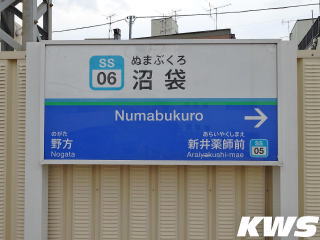 SS
06
ぬまぶくろ
沼袋
Numabukuro
のがた
野方
Nogata
あらいやくしまえ
新井薬師前
Araiyakushi-mae
SS
05
KWS